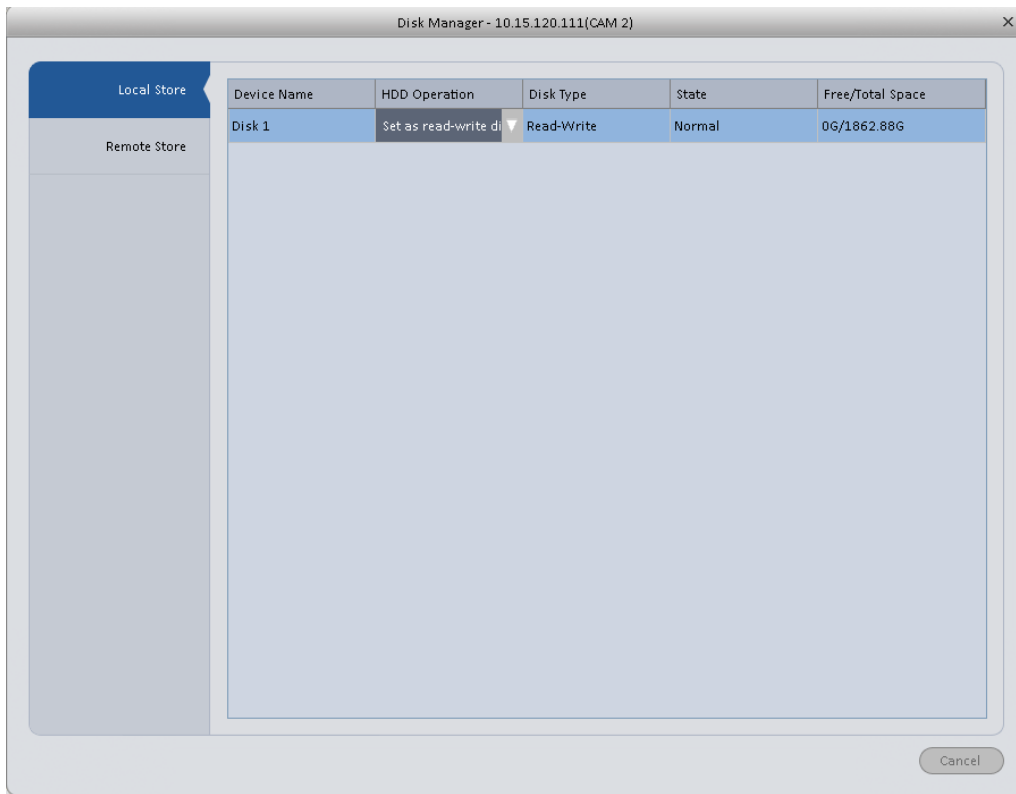 Disk Manager - 10.15.120.111(CAM 2)
Local Store
Remote Store
Device Name HDD Operation Disk Type State Free/Total Space
Disk 1 Set as read-write di Read-Write Normal 0G/1862.88G
Cancel